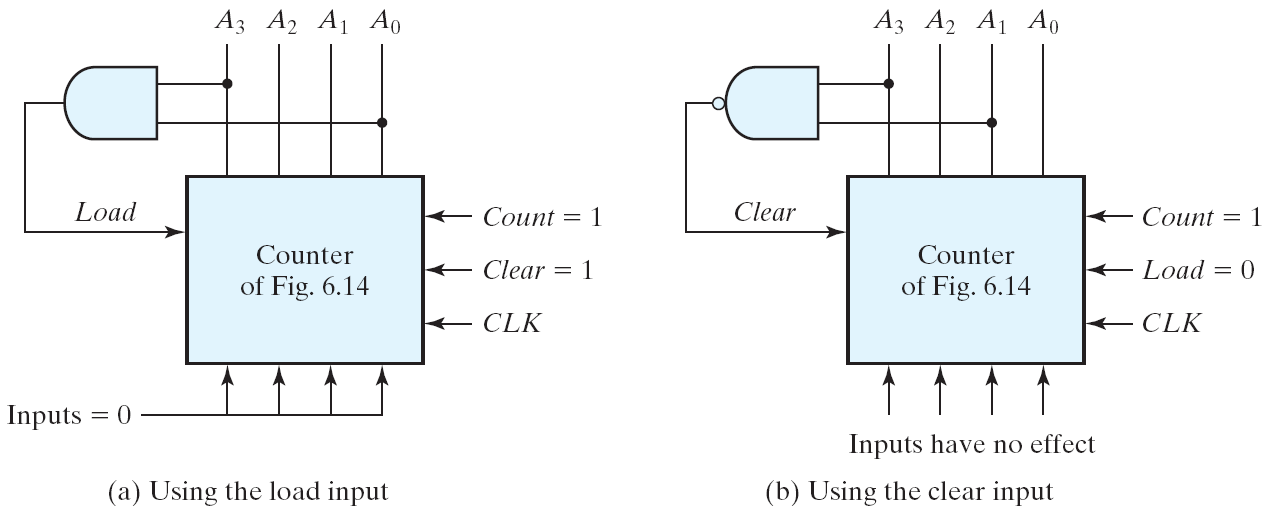 A3 A2 A1 A0
Load
Counter
of Fig. 6.14
Count = 1
Clear = 1
CLK
Inputs = 0
(a) Using the load input
A3 A2 A1 A0
Clear
Counter
of Fig. 6.14
Count = 1
Load = 0
CLK
Inputs have no effect
(b) Using the clear input